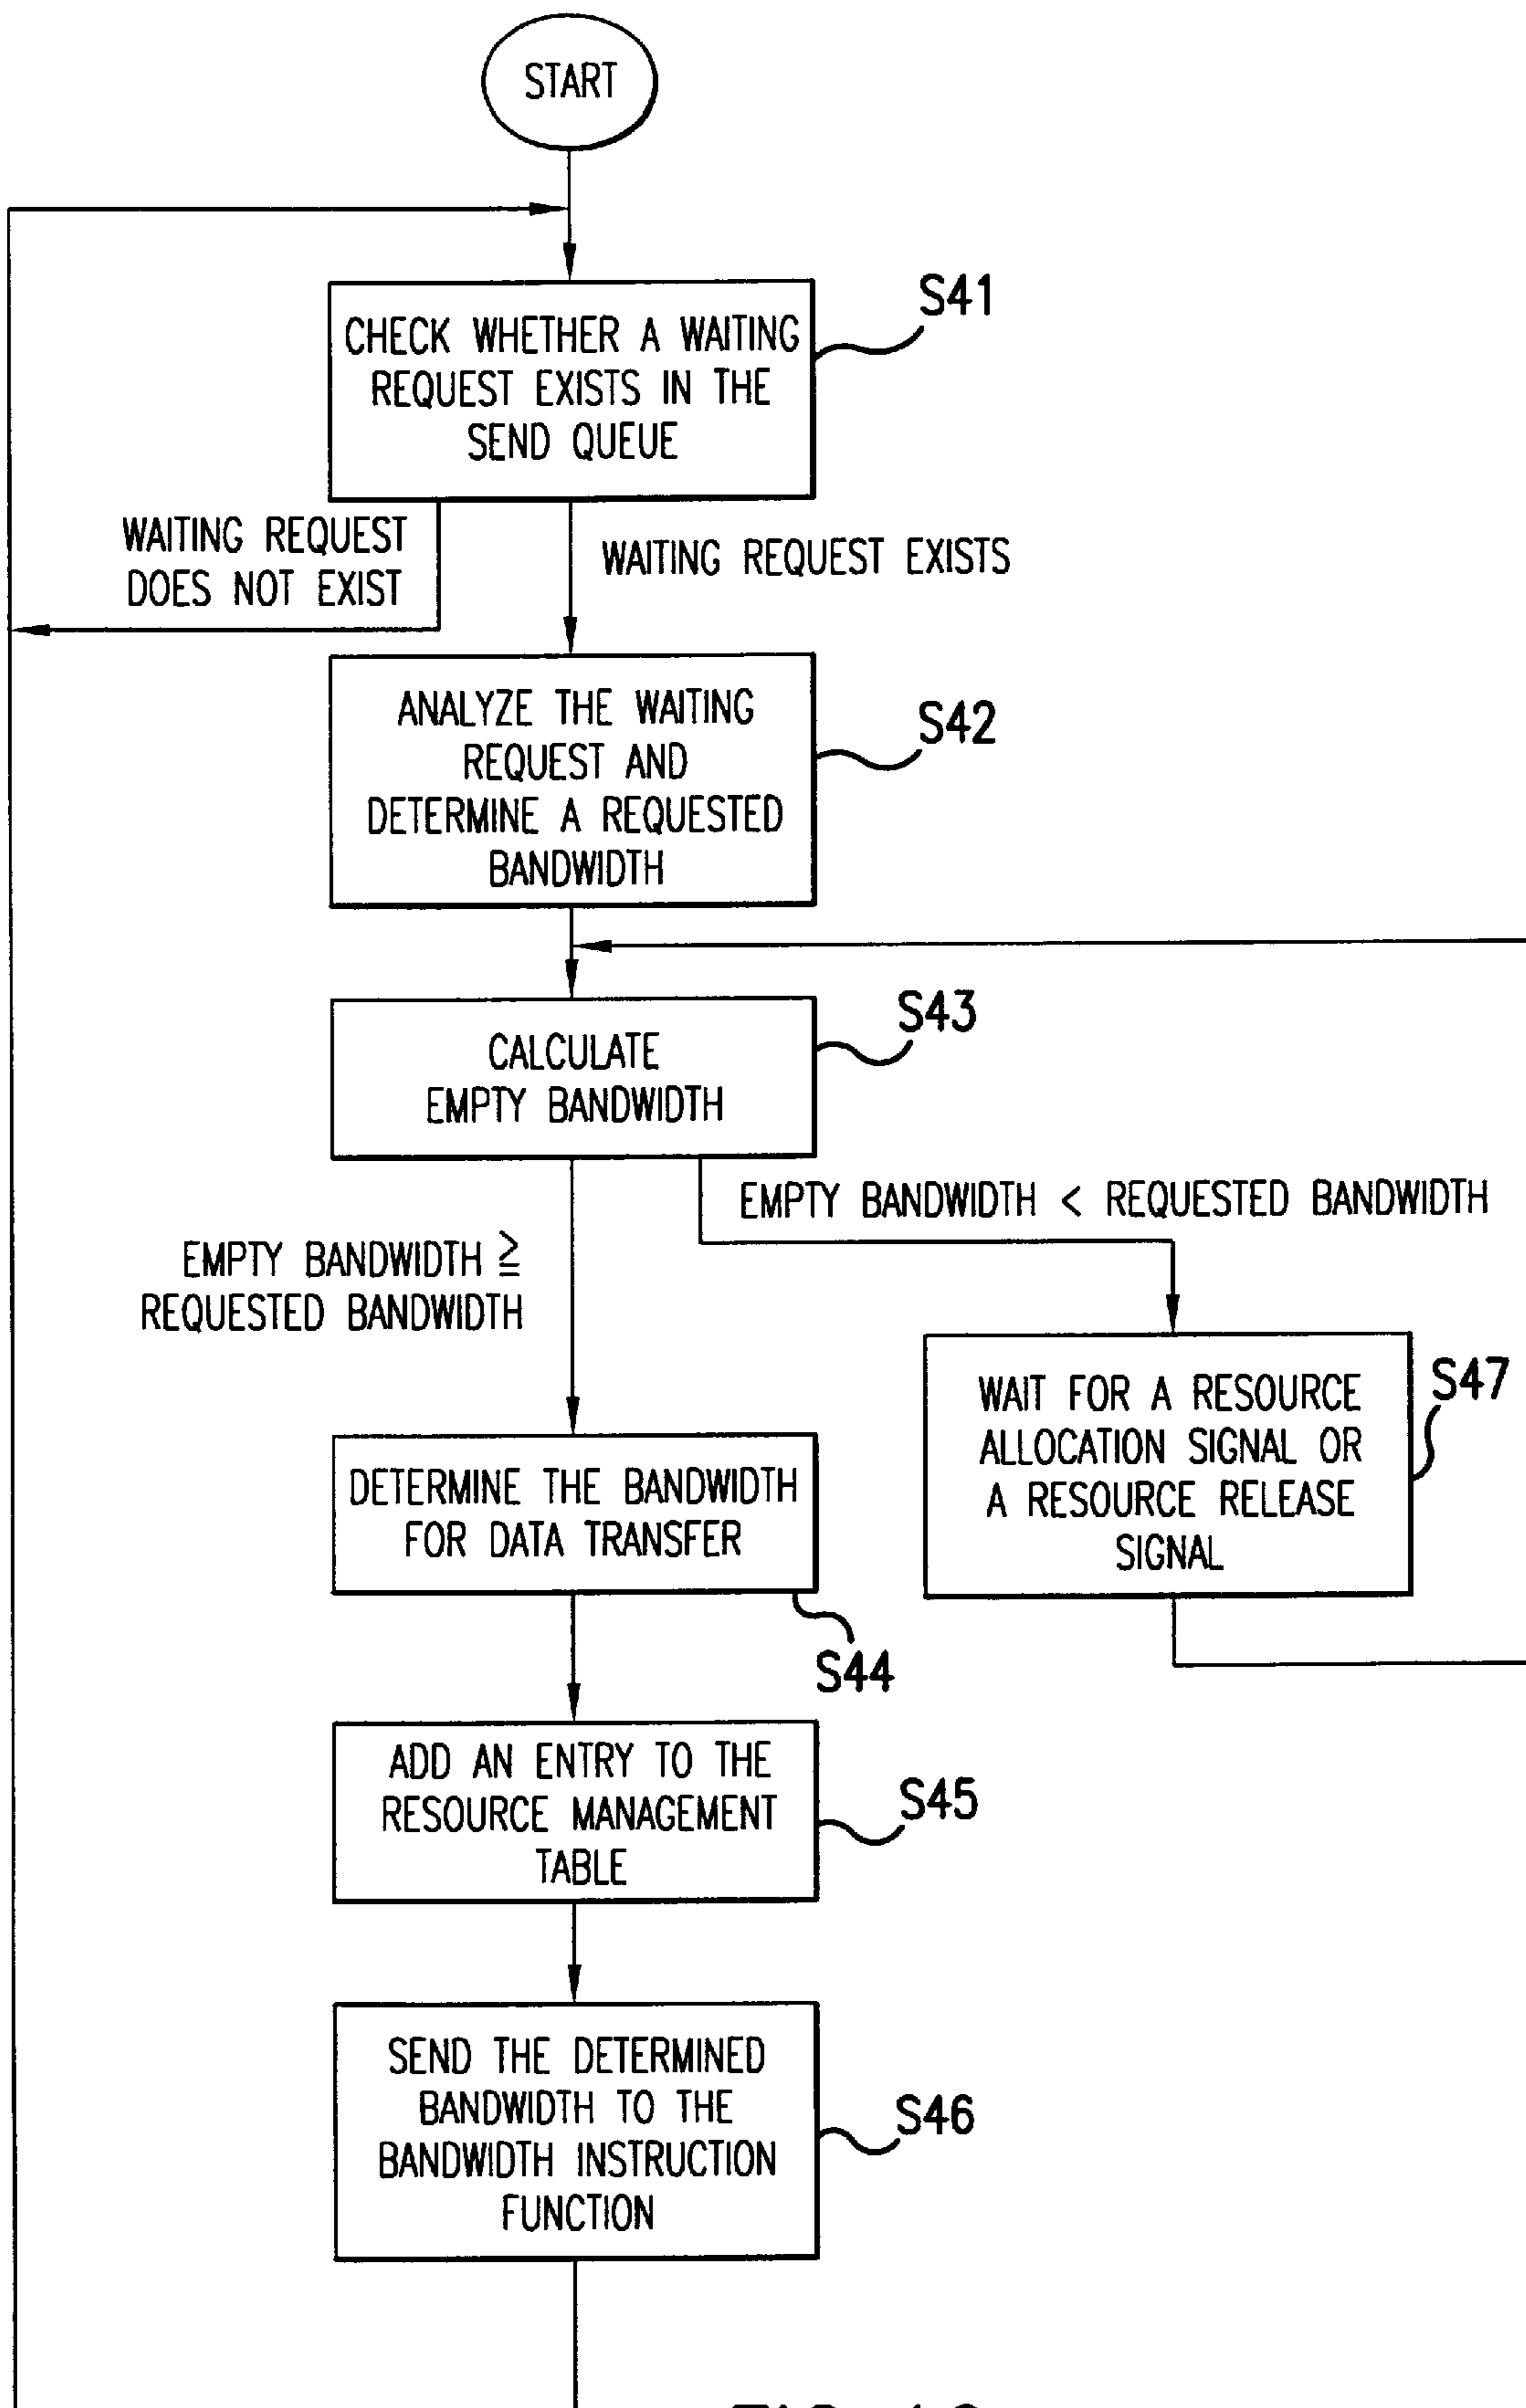 START
CHECK WHETHER A WAITING
REQUEST EXISTS IN THE
SEND QUEUE
S41
WAITING REQUEST
DOES NOT EXIST
WAITING REQUEST EXISTS
ANALYZE THE WAITING
REQUEST AND
DETERMINE A REQUESTED
BANDWIDTH
S42
CALCULATE
EMPTY BANDWIDTH
S43
EMPTY BANDWIDTH < REQUESTED BANDWIDTH
EMPTY BANDWIDTH ≧
REQUESTED BANDWIDTH
WAIT FOR A RESOURCE
ALLOCATION SIGNAL OR
A RESOURCE RELEASE
SIGNAL
S47
DETERMINE THE BANDWIDTH
FOR DATA TRANSFER
S44
ADD AN ENTRY TO THE
RESOURCE MANAGEMENT
TABLE
S45
SEND THE DETERMINED
BANDWIDTH TO THE
BANDWIDTH INSTRUCTION
FUNCTION
S46